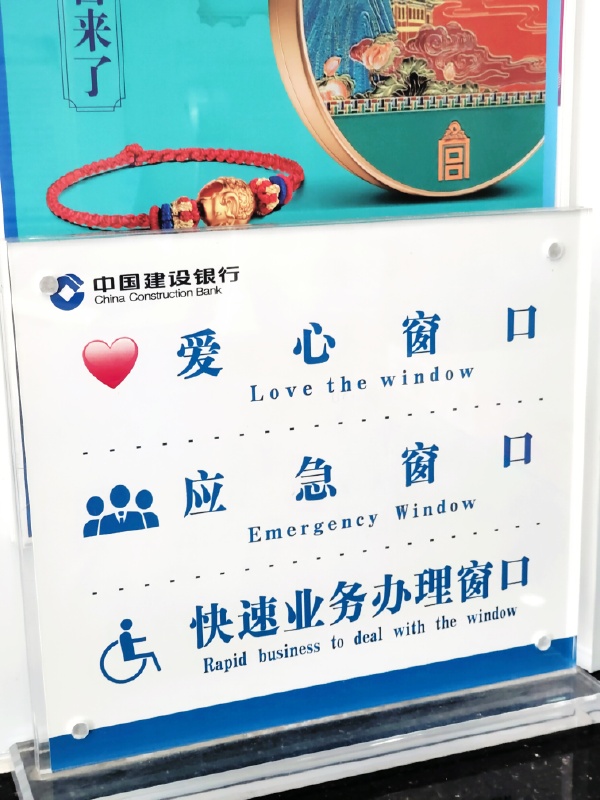 来了
中国建设银行
China Construction Bank
爱心窗口
Love the window
应急窗口
Emergency Window
快速业务办理窗口
Rapid business to deal with the window